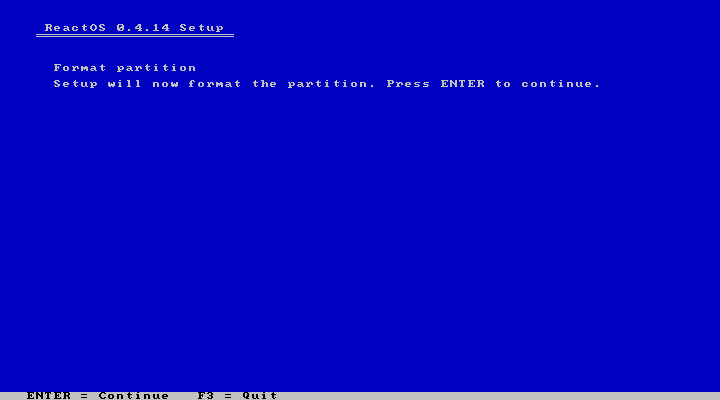 ReactOS 0.4.14 Setup
Format partition
Setup will now format the partition. Press ENTER to continue.
ENTER = Continue   F3 = Quit